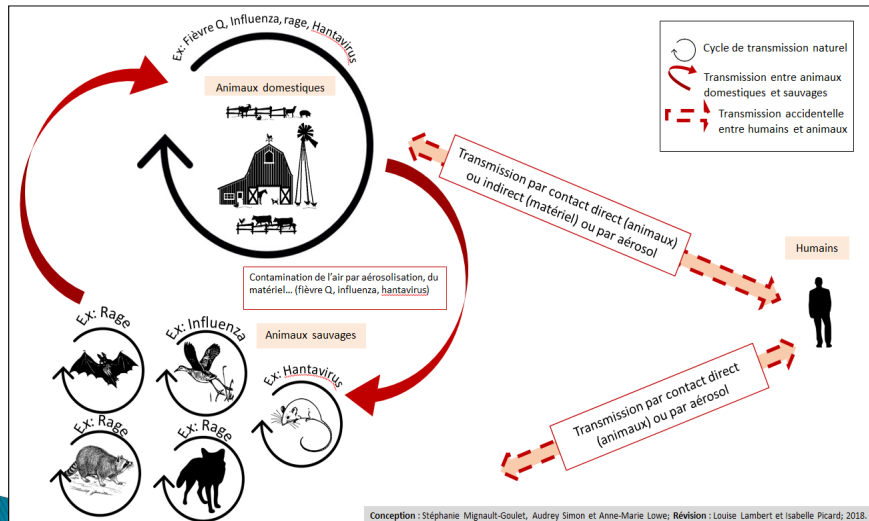 Ex: Fièvre Q, Influenza, rage, Hantavirus
Animaux domestiques
Cycle de transmission naturel
Transmission entre animaux
domestiques et sauvages
Transmission accidentelle
entre humains et animaux
Transmission par contact direct (animaux)
ou indirect (matériel) ou par aérosol
Humains
Contamination de l'air par aérosolisation, du
matériel... (fièvre Q, influenza, hantavirus)
Ex: Rage
Ex: Influenza
Animaux sauvages
Ex: Hantavirus
Ex: Rage
Ex: Rage
Transmission par contact direct
(animaux) ou par aérosol
Conception : Stéphanie Mignault-Goulet, Audrey Simon et Anne-Marie Lowe; Révision : Louise Lambert et Isabelle Picard; 2018.